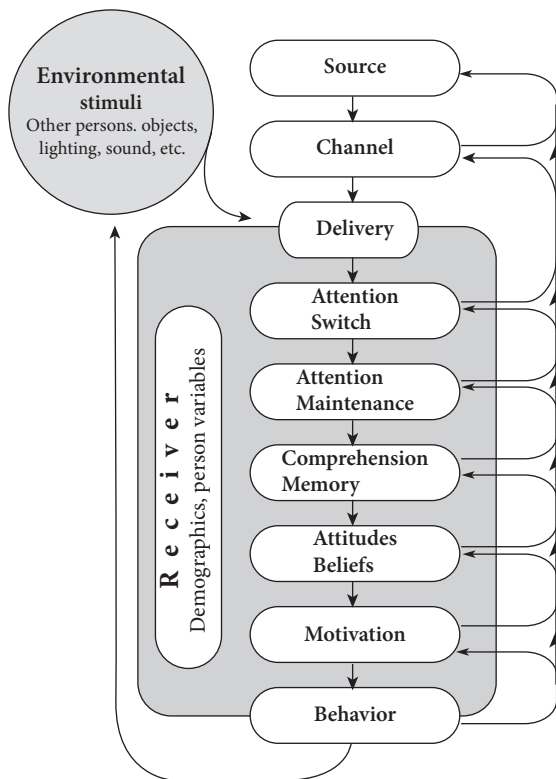 Environmental
stimuli
Other persons. objects,
lighting, sound, etc.
Source
Channel
Delivery
Attention
Switch
Attention
Maintenance
Comprehension
Memory
Attitudes
Beliefs
Motivation
Behavior
Receiver
Demographics, person variables